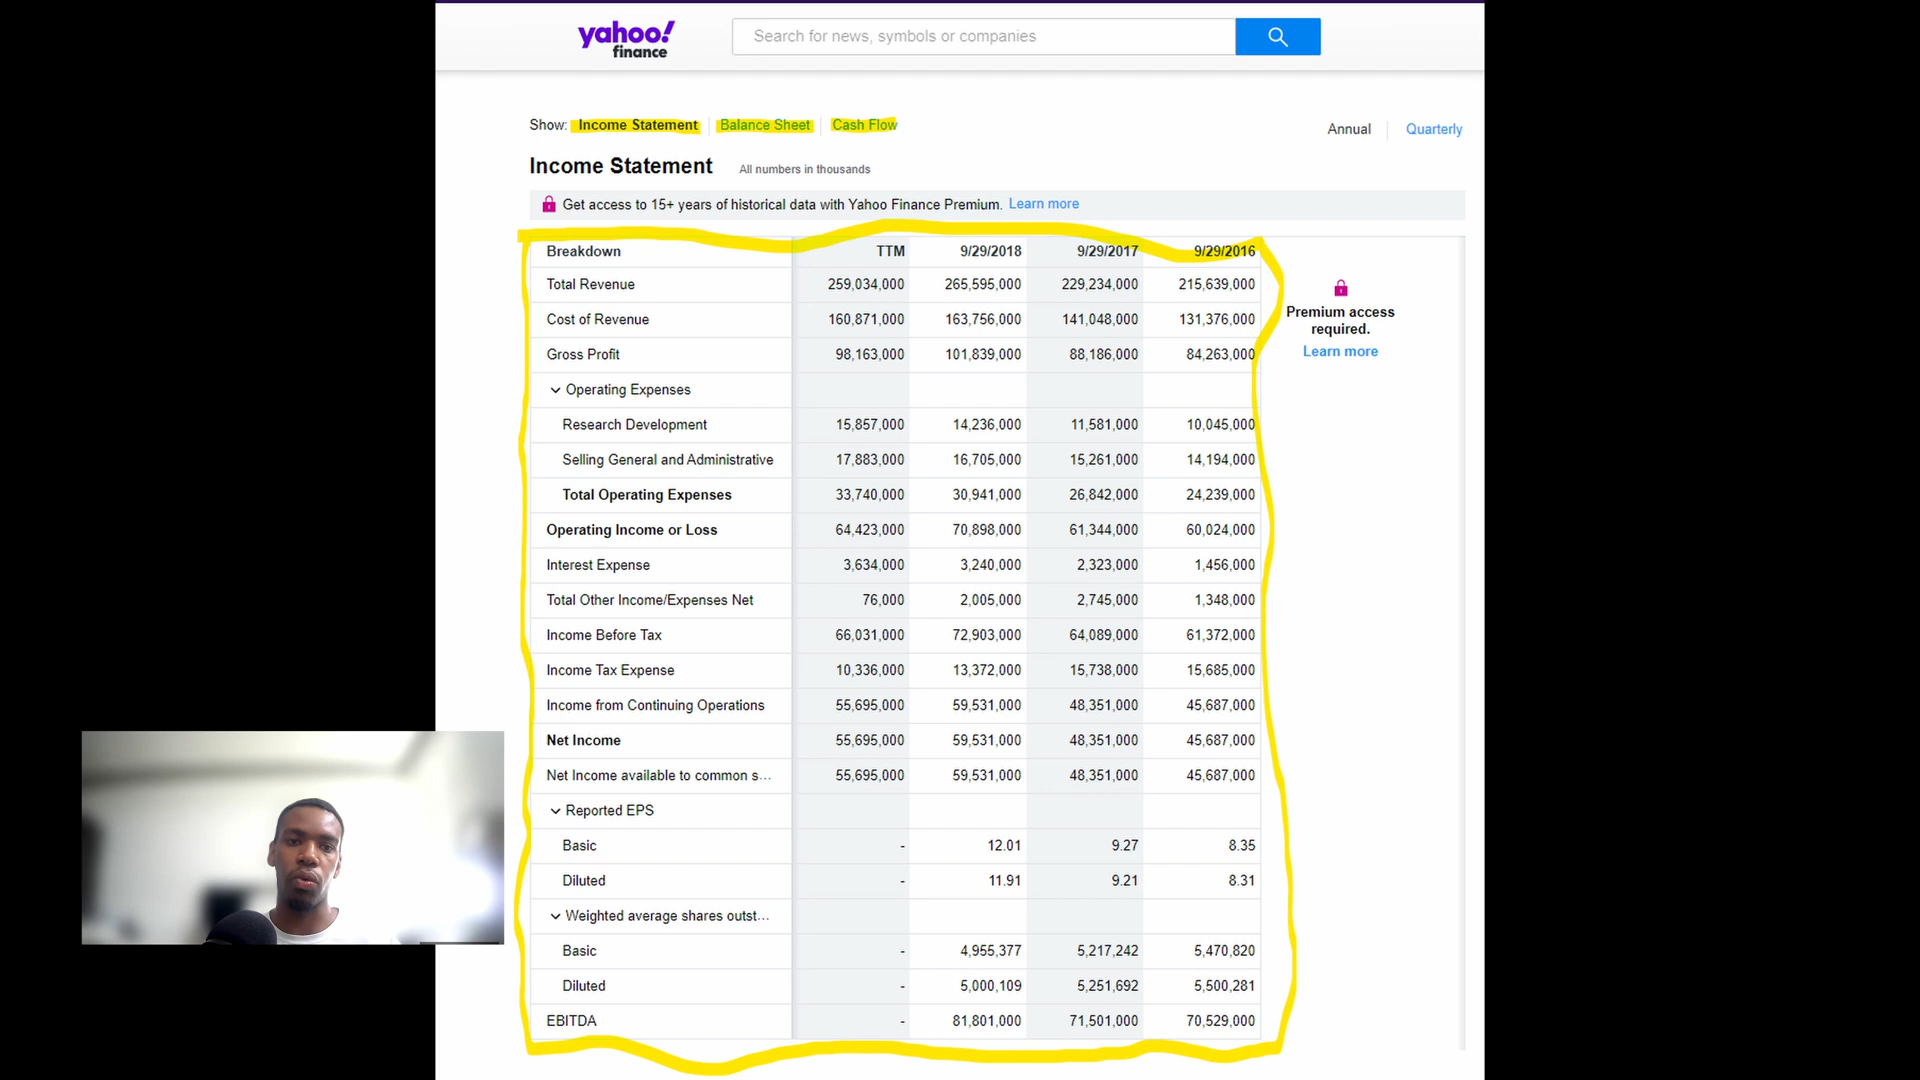 yahoo!
finance
Search for news, symbols or companies
Show: Income Statement Balance Sheet Cash Flow
Annual Quarterly
Income Statement All numbers in thousands
Get access to 15+ years of historical data with Yahoo Finance Premium. Learn more
Breakdown TTM 9/29/2018 9/29/2017 9/29/2016
Total Revenue 259,034,000 265,595,000 229,234,000 215,639,000
Cost of Revenue 160,871,000 163,756,000 141,048,000 131,376,000
Gross Profit 98,163,000 101,839,000 88,186,000 84,263,000
Operating Expenses
Research Development 15,857,000 14,236,000 11,581,000 10,045,000
Selling General and Administrative 17,883,000 16,705,000 15,261,000 14,194,000
Total Operating Expenses 33,740,000 30,941,000 26,842,000 24,239,000
Operating Income or Loss 64,423,000 70,898,000 61,344,000 60,024,000
Interest Expense 3,634,000 3,240,000 2,323,000 1,456,000
Total Other Income/Expenses Net 76,000 2,005,000 2,745,000 1,348,000
Income Before Tax 66,031,000 72,903,000 64,089,000 61,372,000
Income Tax Expense 10,336,000 13,372,000 15,738,000 15,685,000
Income from Continuing Operations 55,695,000 59,531,000 48,351,000 45,687,000
Net Income 55,695,000 59,531,000 48,351,000 45,687,000
Net Income available to common s... 55,695,000 59,531,000 48,351,000 45,687,000
Reported EPS
Basic - 12.01 9.27 8.35
Diluted - 11.91 9.21 8.31
Weighted average shares outst...
Basic - 4,955,377 5,217,242 5,470,820
Diluted - 5,000,109 5,251,692 5,500,281
EBITDA - 81,801,000 71,501,000 70,529,000
Premium access
required.
Learn more